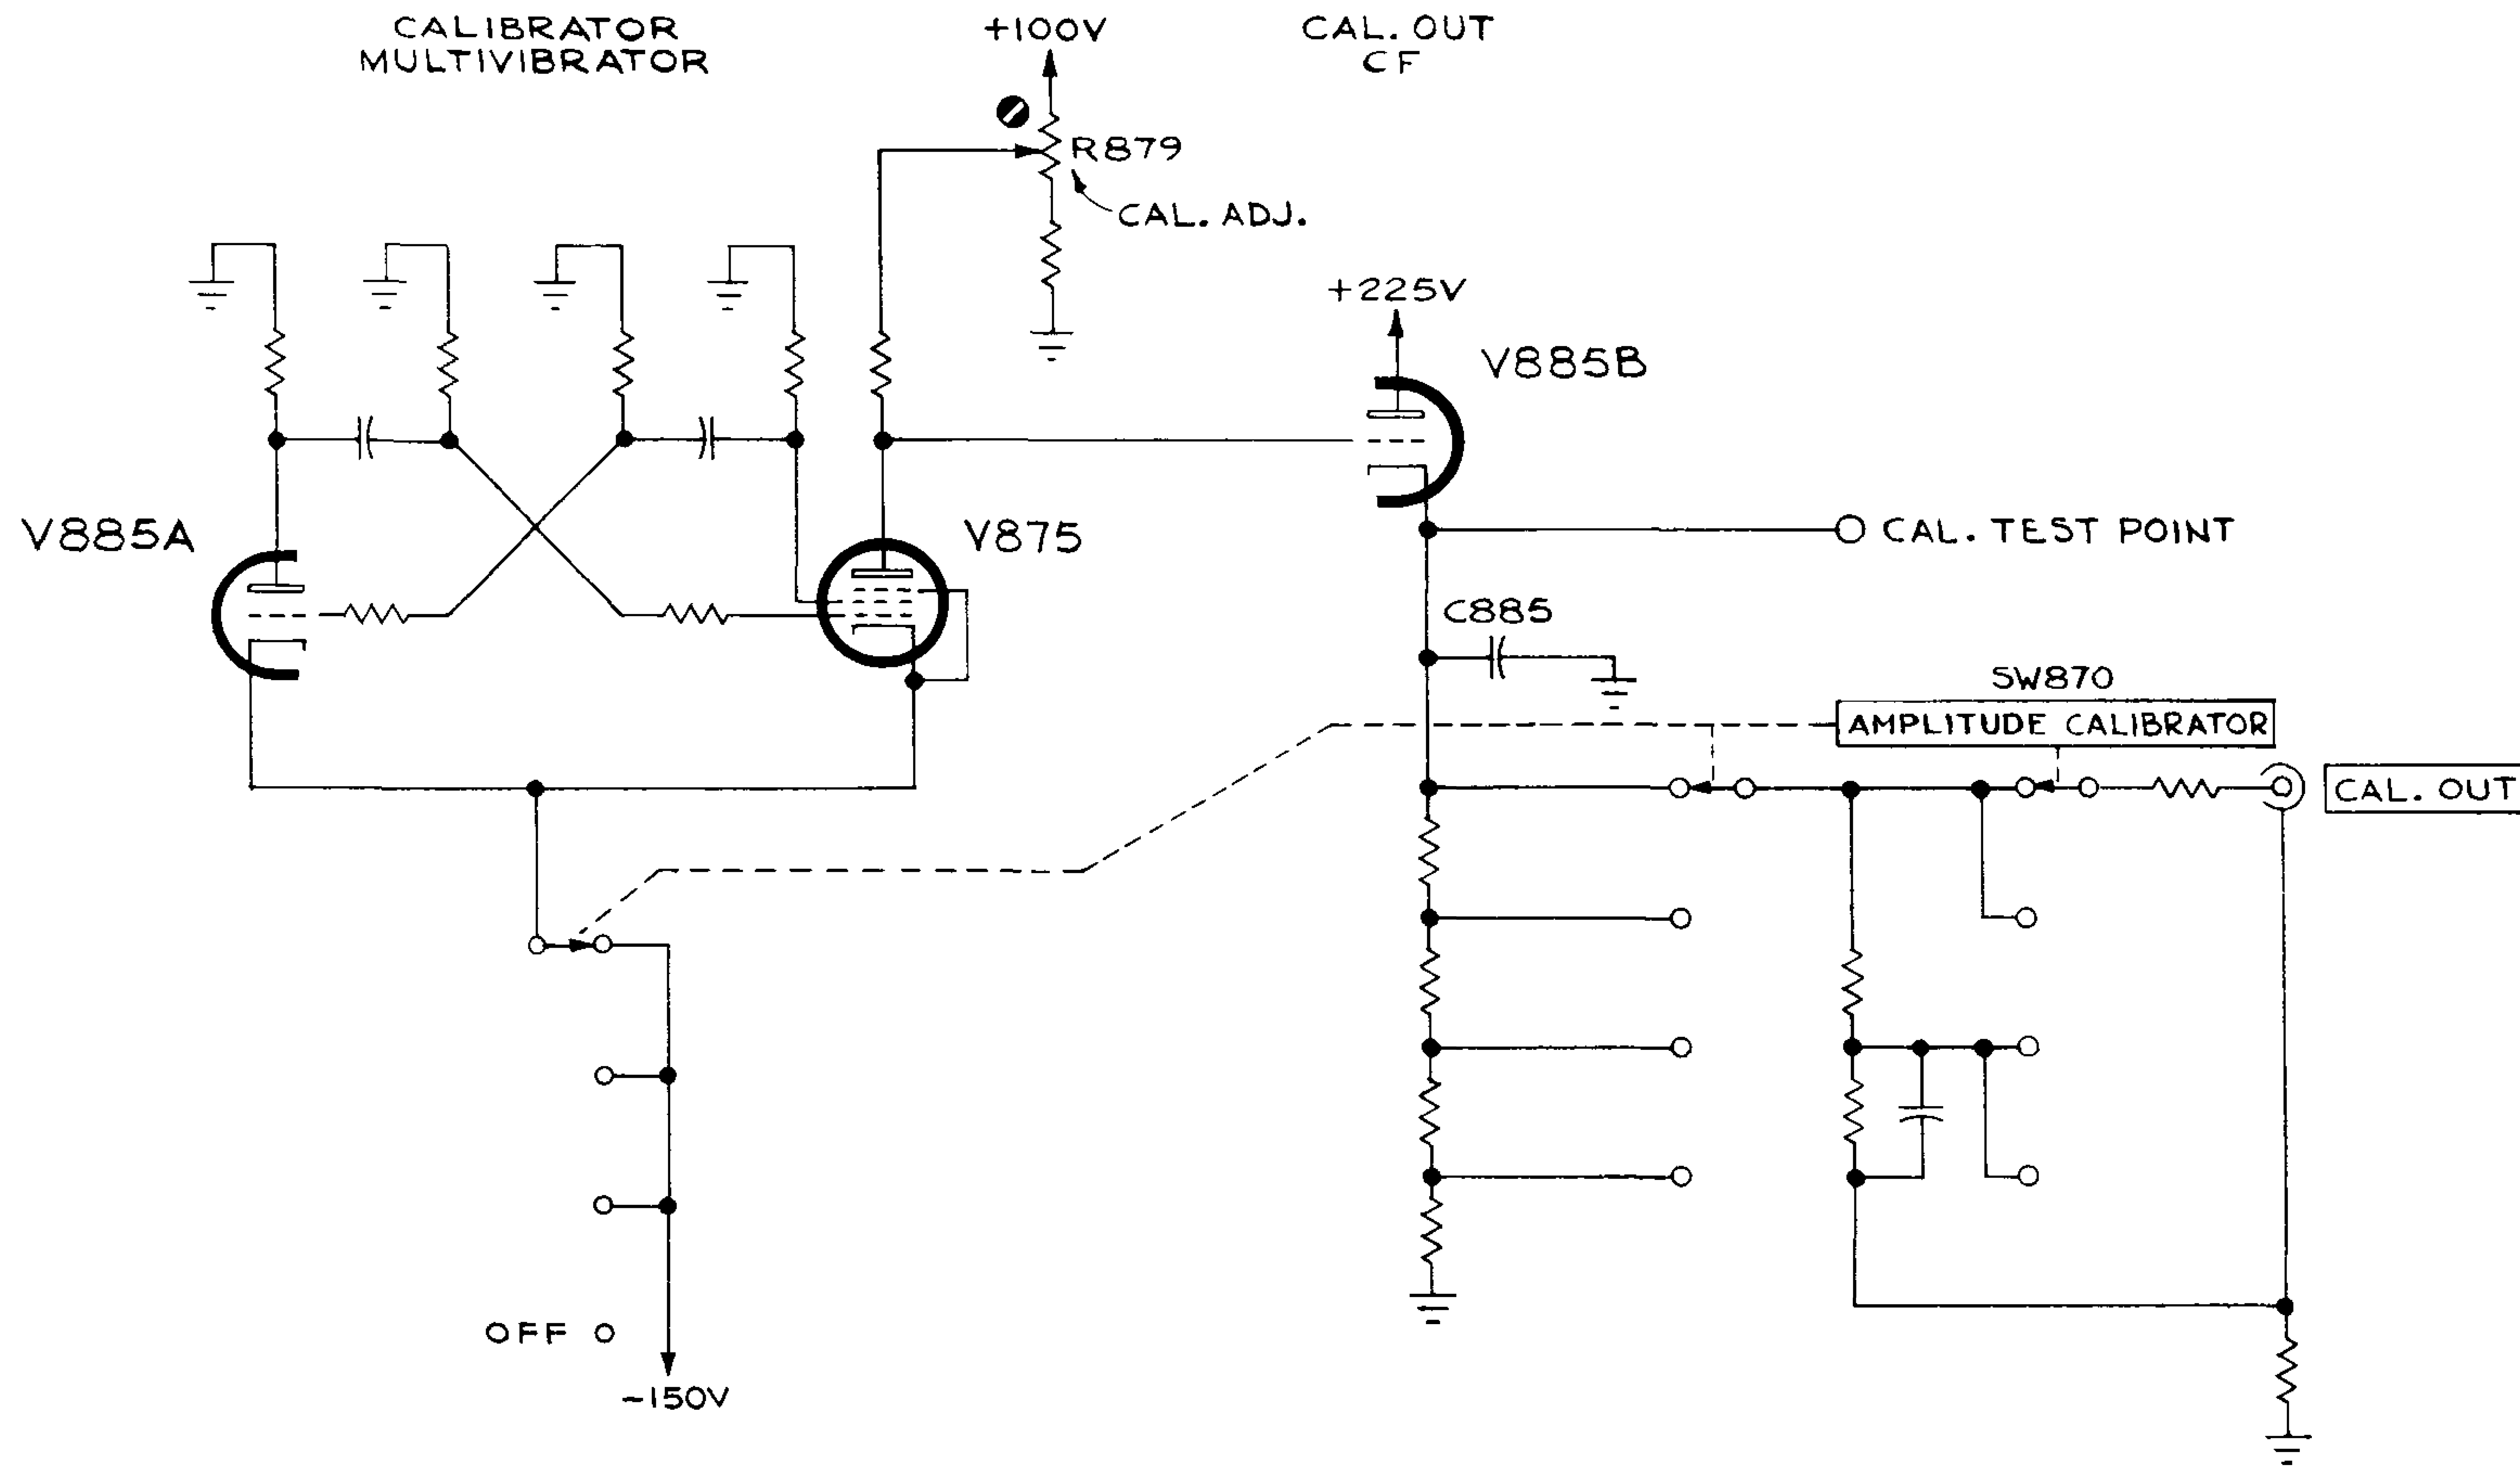 CALIBRATOR
MULTIVIBRATOR
+100V
CAL. OUT
CF
R879
CAL. ADJ.
+225V
V885B
V885A
V875
CAL. TEST POINT
C885
SW870
AMPLITUDE CALIBRATOR
CAL. OUT
OFF
-150V